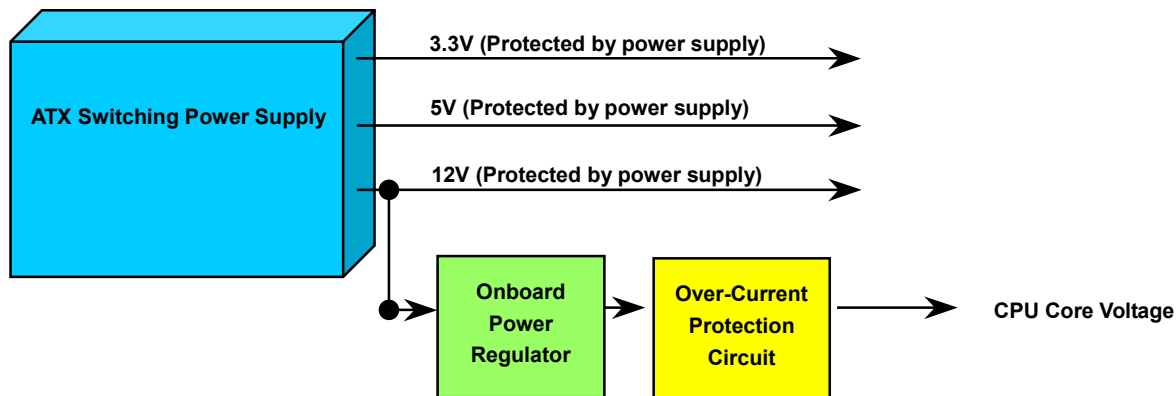 3.3V (Protected by power supply)
ATX Switching Power Supply
5V (Protected by power supply)
12V (Protected by power supply)
Onboard
Power
Regulator
Over-Current
Protection
Circuit
CPU Core Voltage